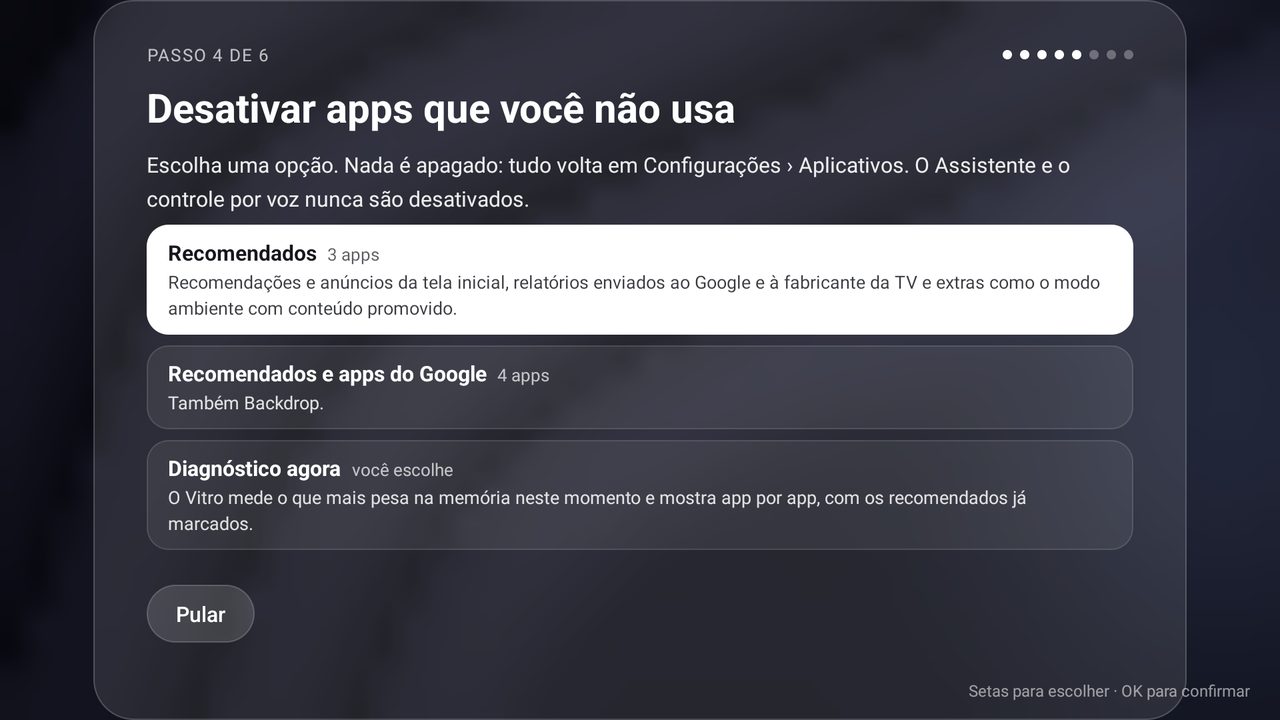 PASSO 4 DE 6
Desativar apps que você não usa
Escolha uma opção. Nada é apagado: tudo volta em Configurações › Aplicativos. O Assistente e o
controle por voz nunca são desativados.
Recomendados 3 apps
Recomendações e anúncios da tela inicial, relatórios enviados ao Google e à fabricante da TV e extras como o modo
ambiente com conteúdo promovido.
Recomendados e apps do Google 4 apps
Também Backdrop.
Diagnóstico agora você escolhe
O Vitro mede o que mais pesa na memória neste momento e mostra app por app, com os recomendados já
marcados.
Pular
Setas para escolher · OK para confirmar